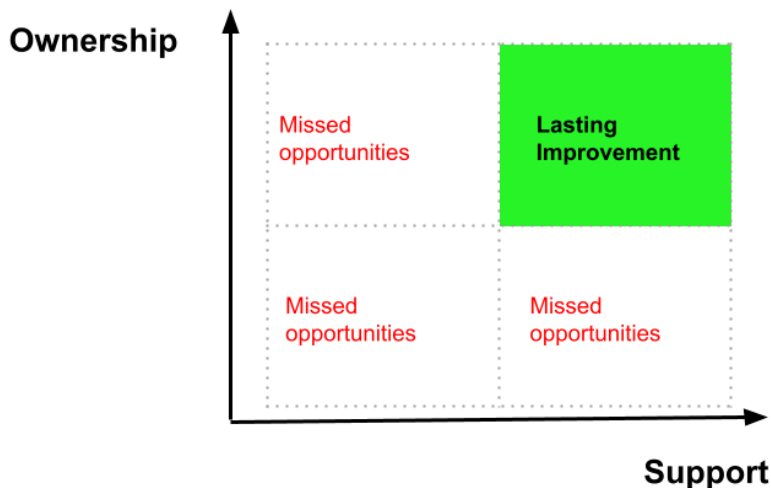 Ownership
Missed
opportunities
Lasting
Improvement
Missed
opportunities
Missed
opportunities
Support